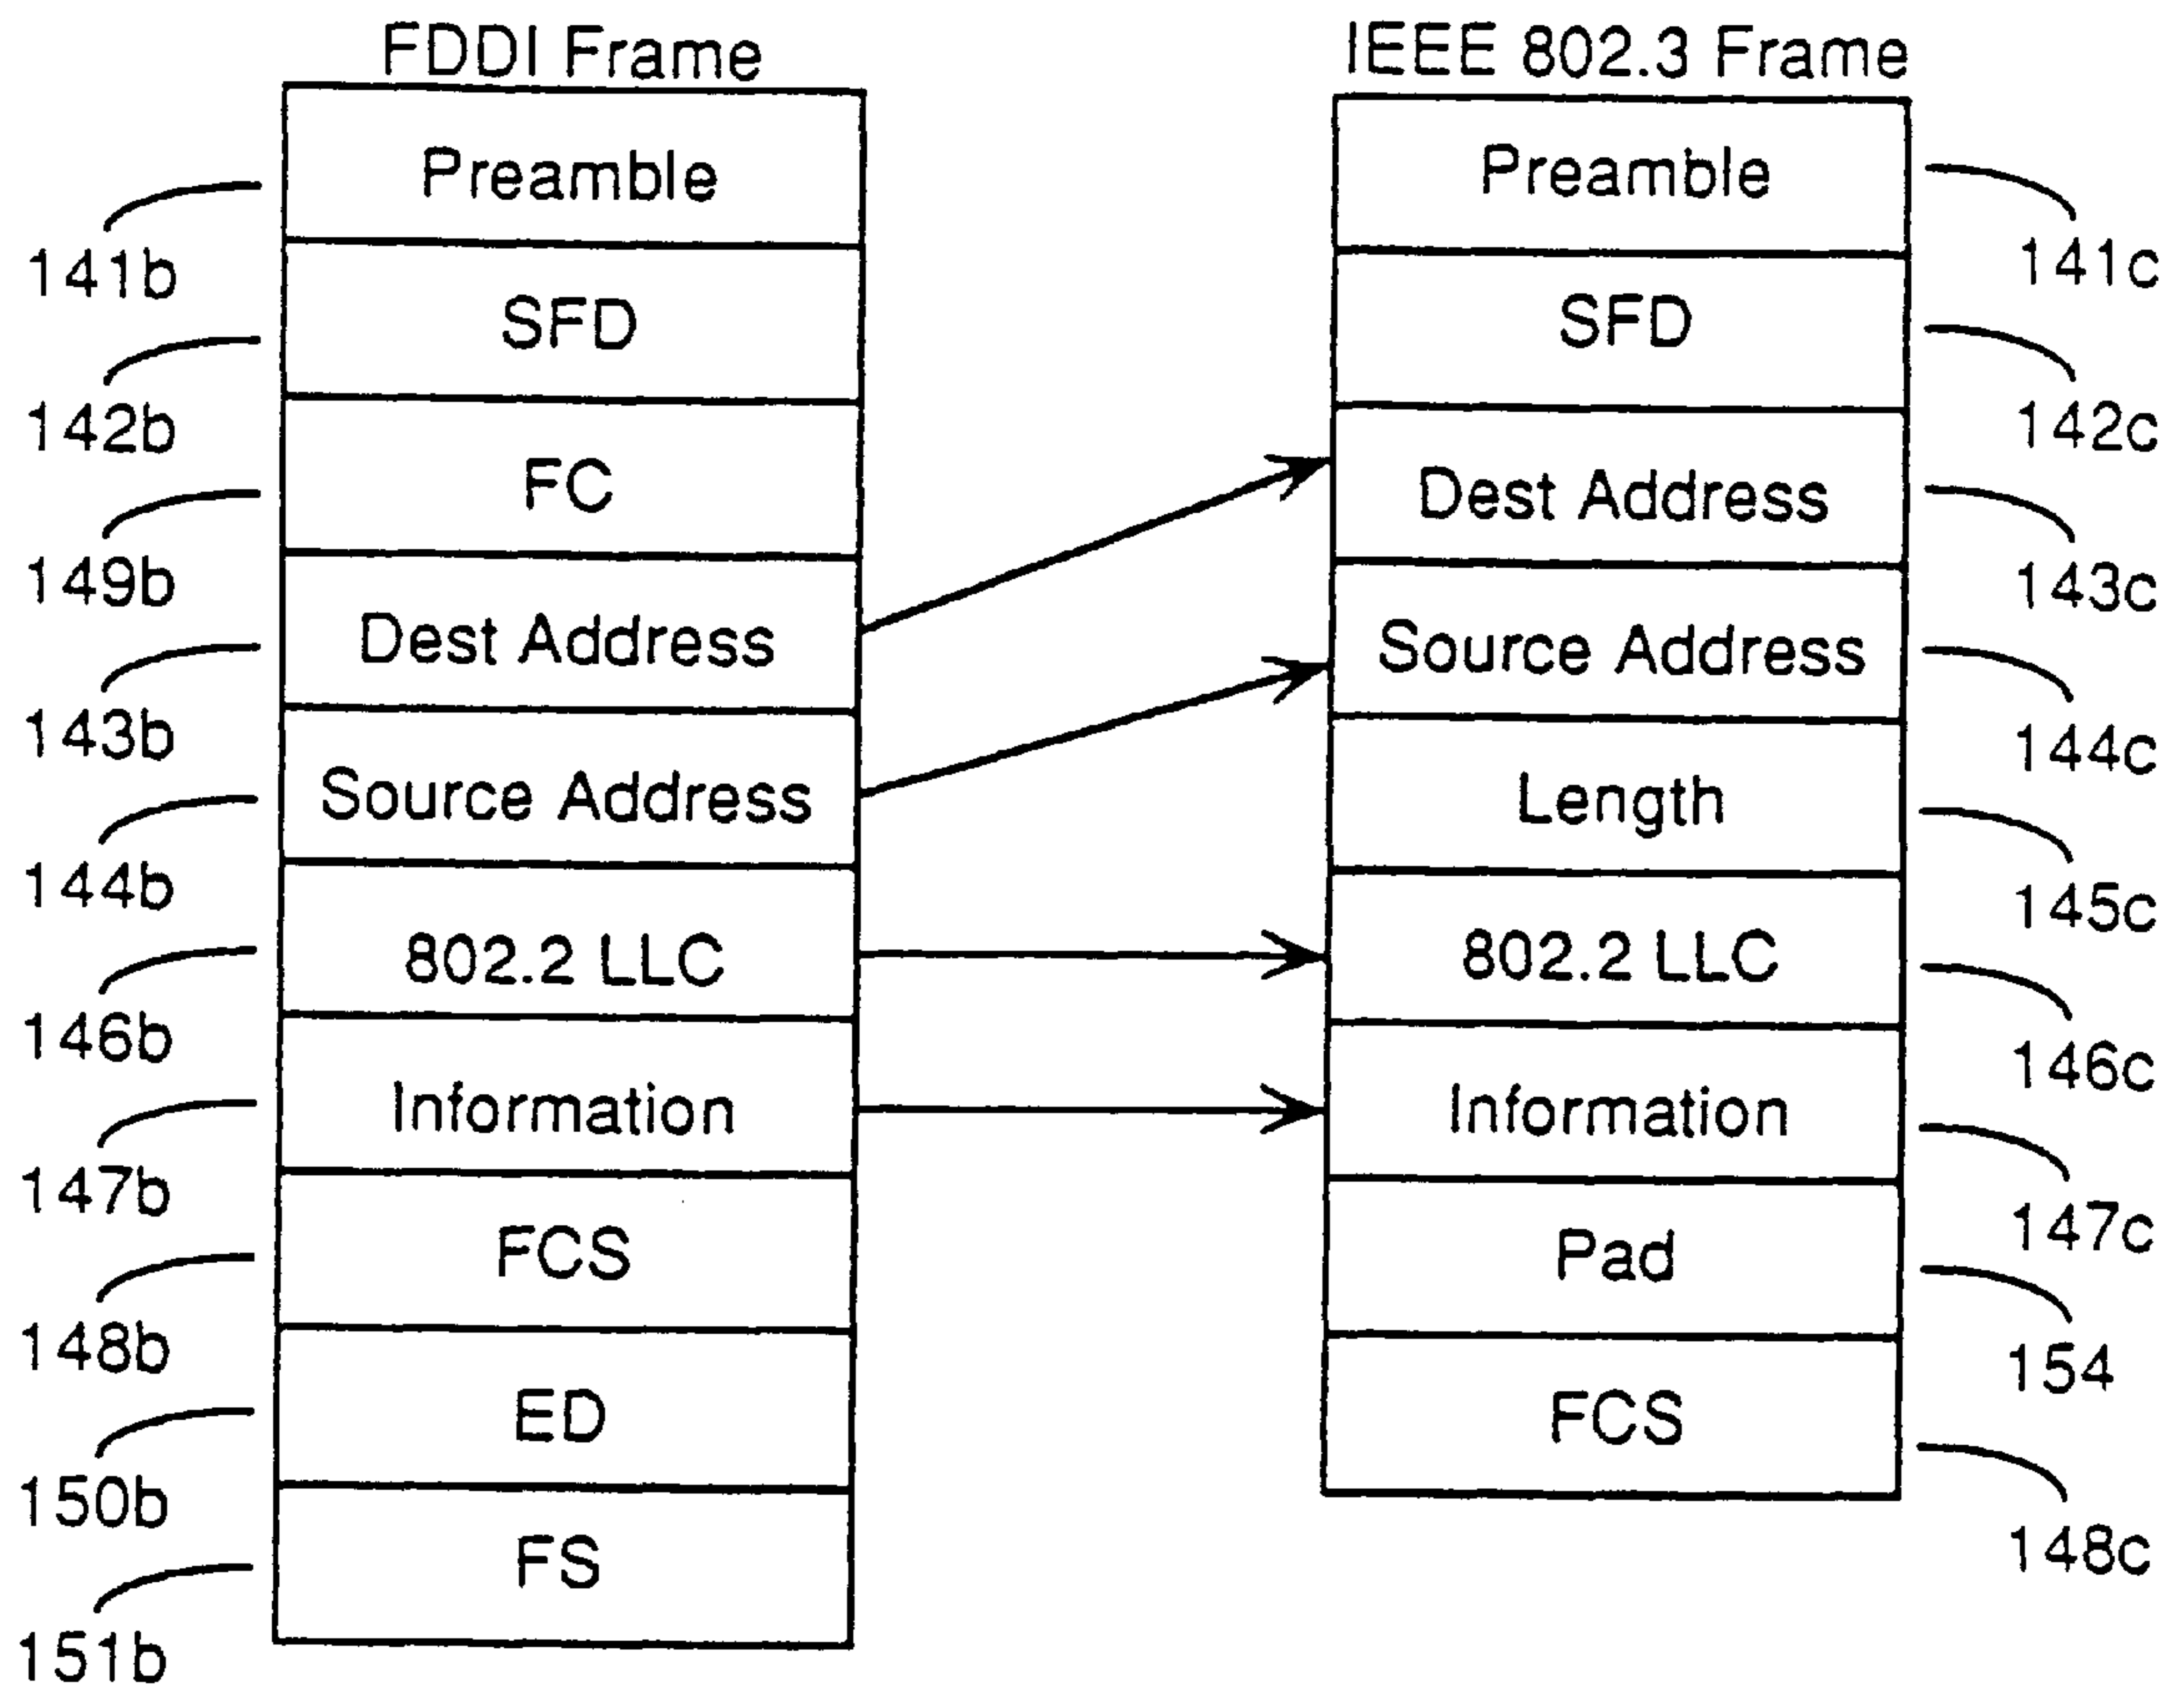 FDDI Frame
Preamble
141b
SFD
142b
FC
149b
Dest Address
143b
Source Address
144b
802.2 LLC
146b
Information
147b
FCS
148b
ED
150b
FS
151b
IEEE 802.3 Frame
Preamble
141c
SFD
142c
Dest Address
143c
Source Address
144c
Length
145c
802.2 LLC
146c
Information
147c
Pad
154
FCS
148c